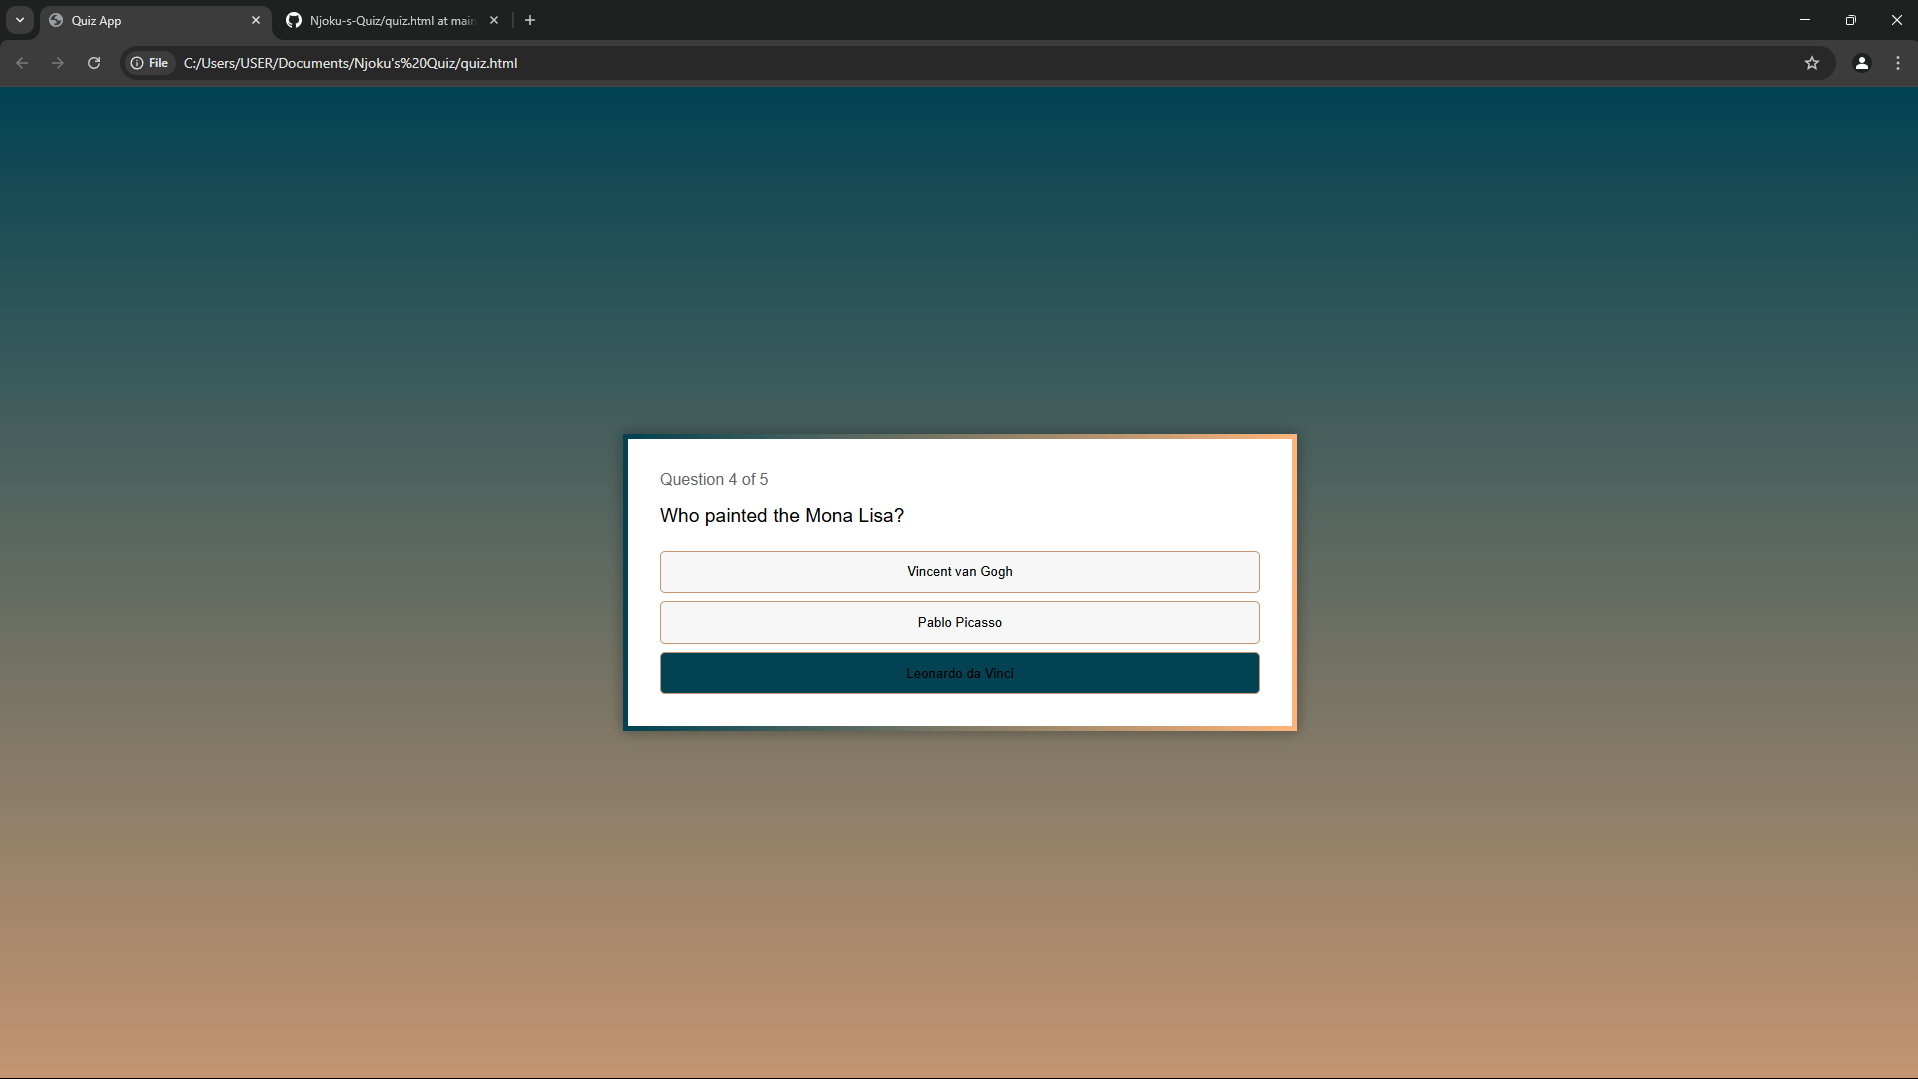 Quiz App
Njoku-s-Quiz/quiz.html at main
File
C:/Users/USER/Documents/Njoku's%20Quiz/quiz.html
Question 4 of 5
Who painted the Mona Lisa?
Vincent van Gogh
Pablo Picasso
Leonardo da Vinci